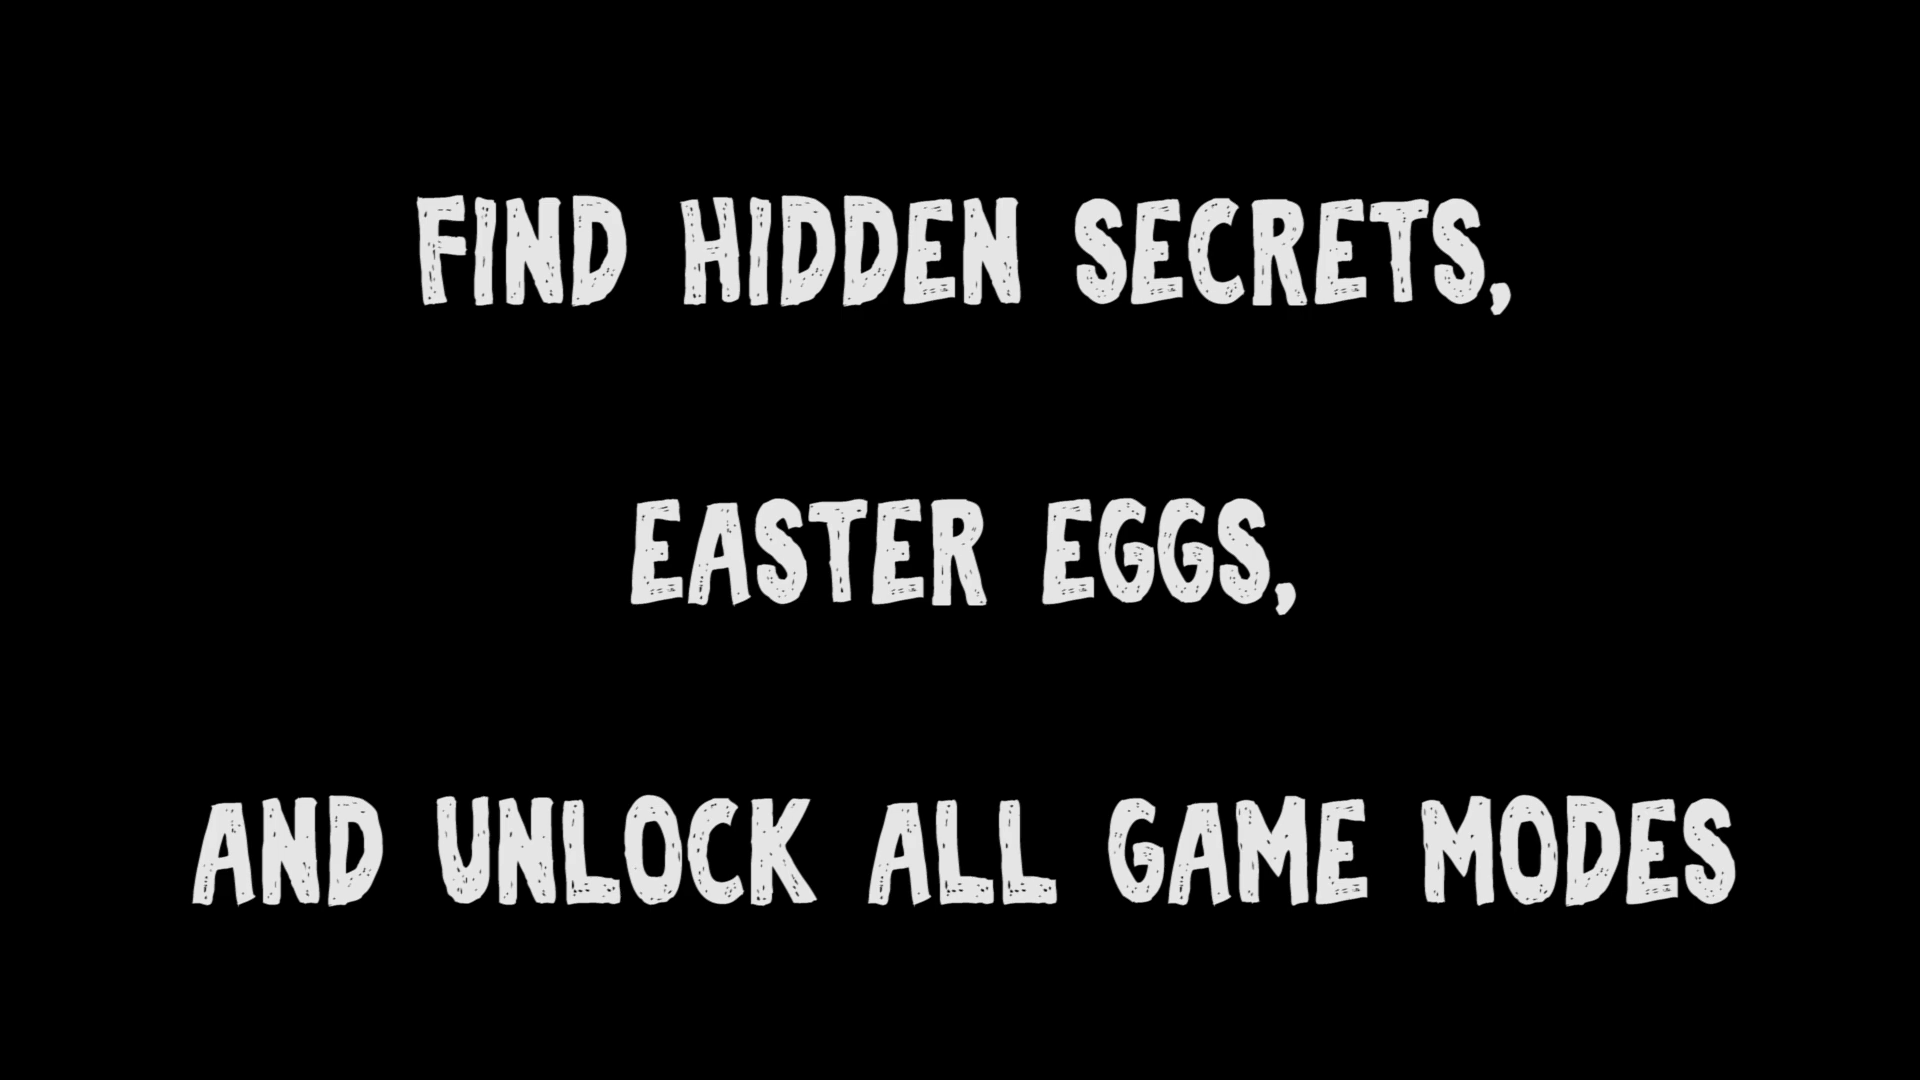 FIND HIDDEN SECRETS,
EASTER EGGS,
AND UNLOCK ALL GAME MODES